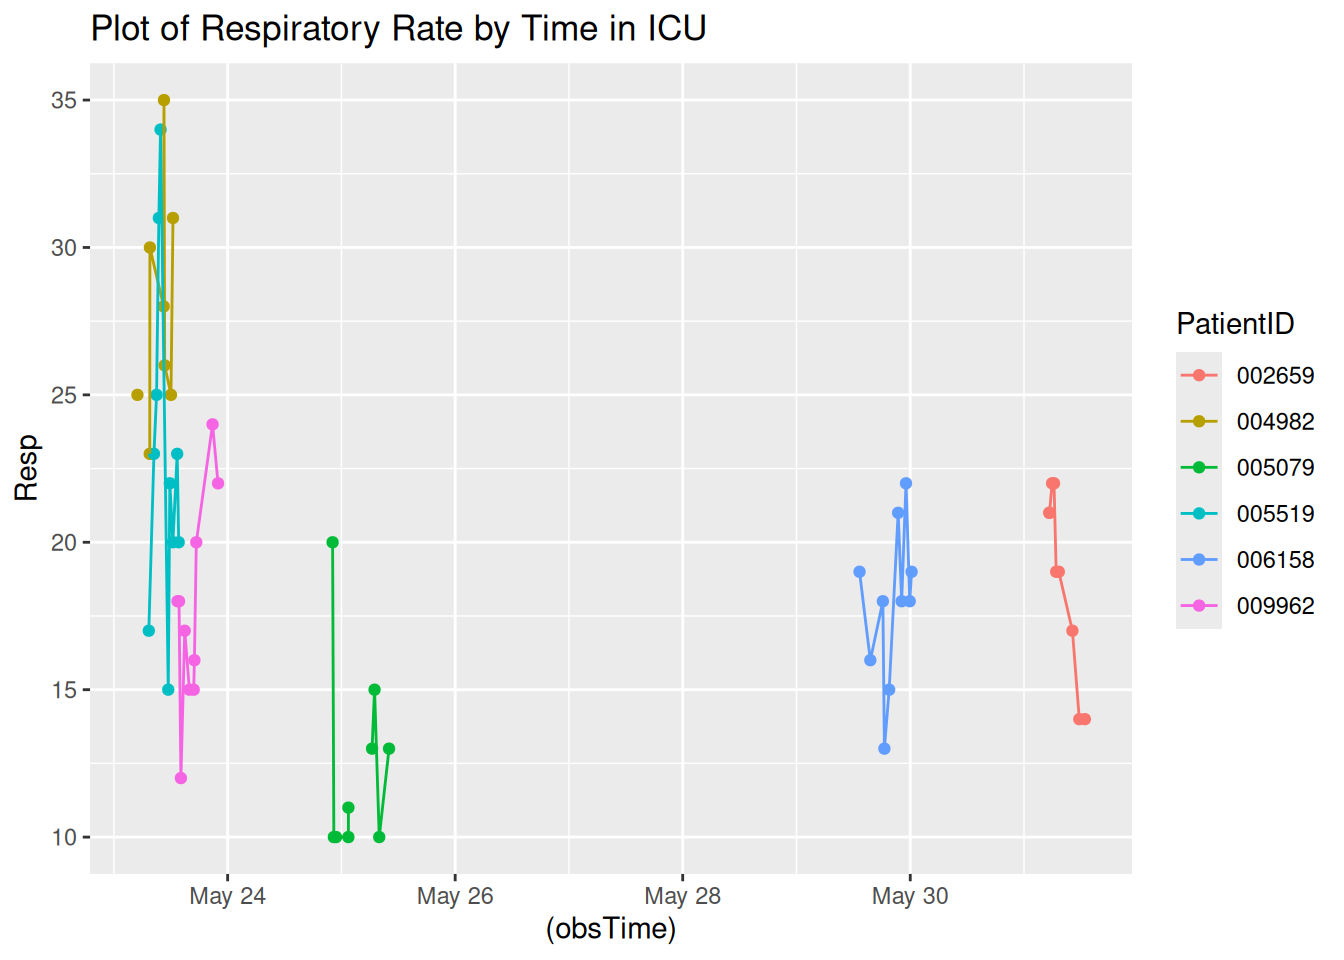 Plot of Respiratory Rate by Time in ICU
35
30
25
20
15
10
Resp
May 24 May 26 May 28 May 30
(obsTime)
PatientID
002659
004982
005079
005519
006158
009962